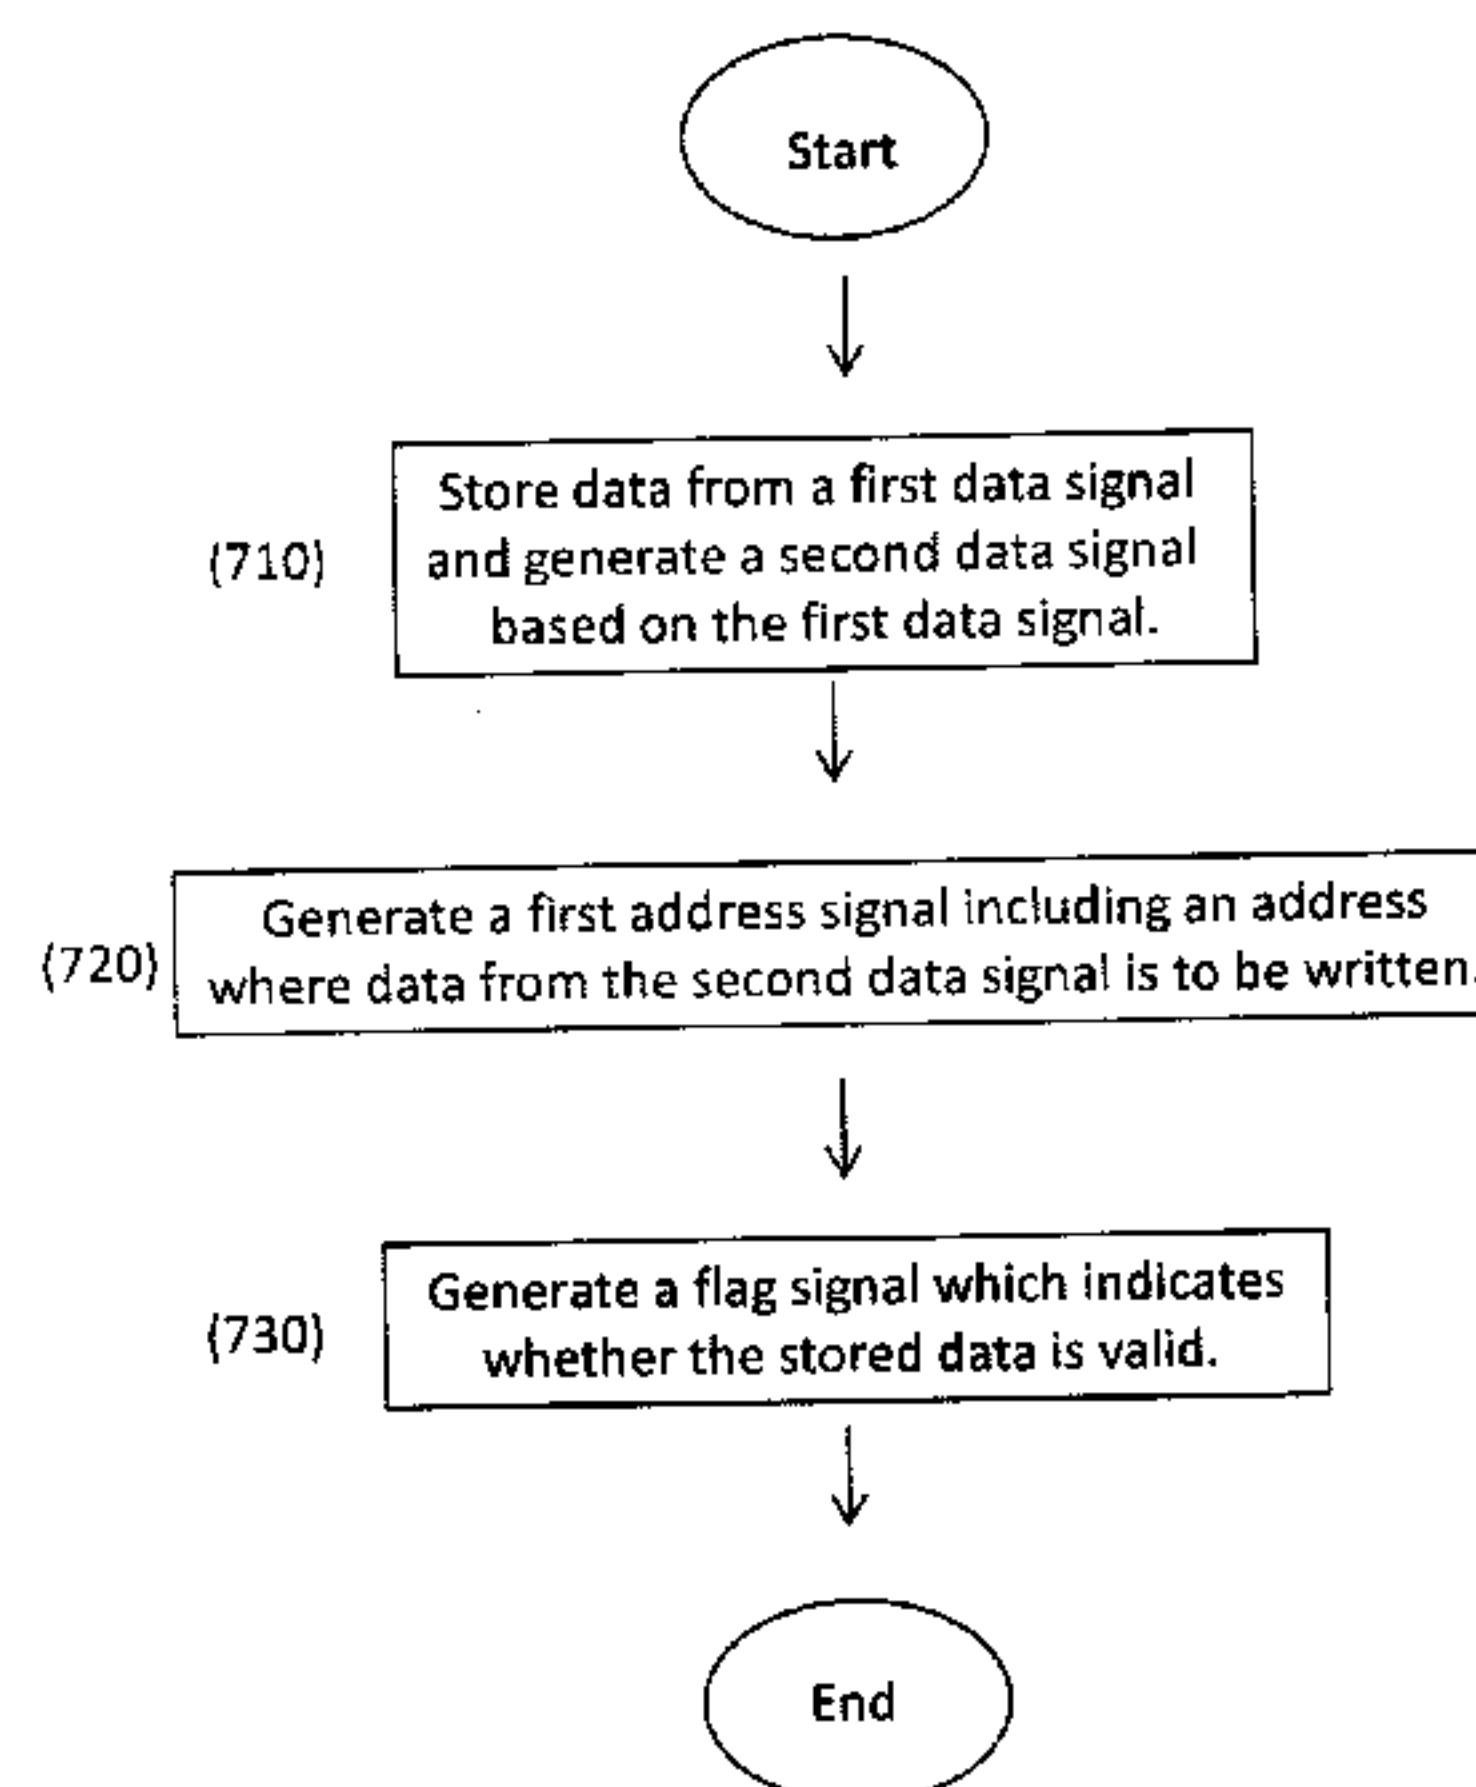 Start
(710)
Store data from a first data signal
and generate a second data signal
based on the first data signal.
(720)
Generate a first address signal including an address
where data from the second data signal is to be written.
(730)
Generate a flag signal which indicates
whether the stored data is valid.
End